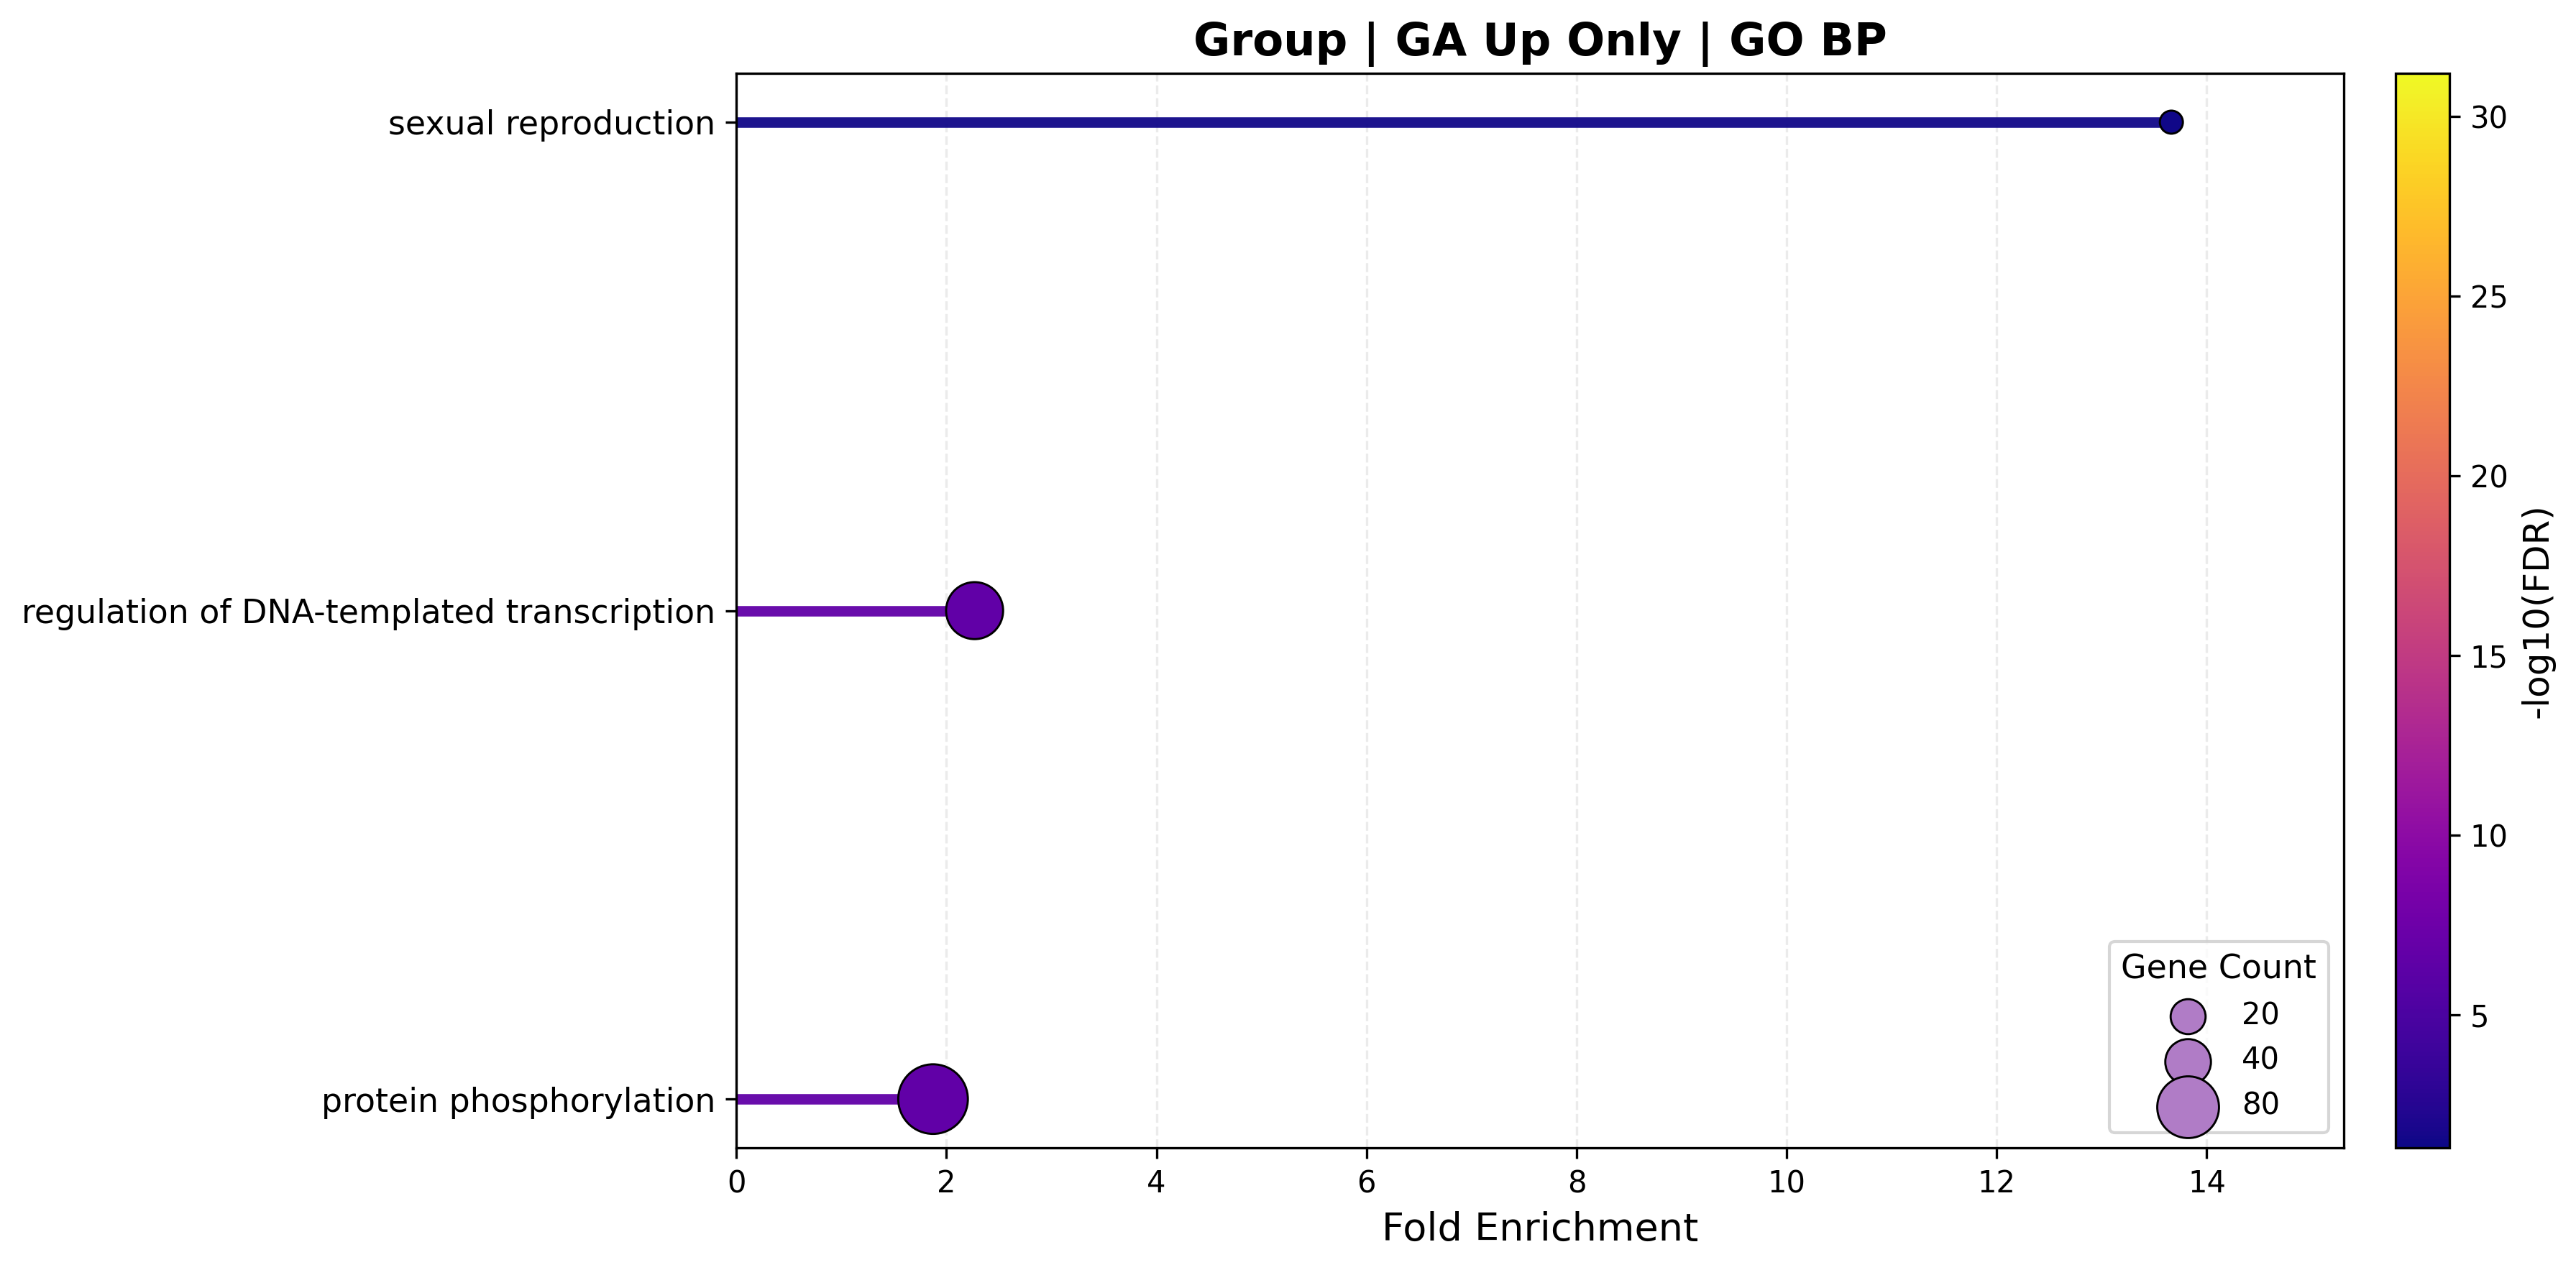 Group | GA Up Only | GO BP
sexual reproduction
regulation of DNA-templated transcription
protein phosphorylation
0 2 4 6 8 10 12 14
Fold Enrichment
Gene Count
20
40
80
30
25
20
15
10
5
-log10(FDR)